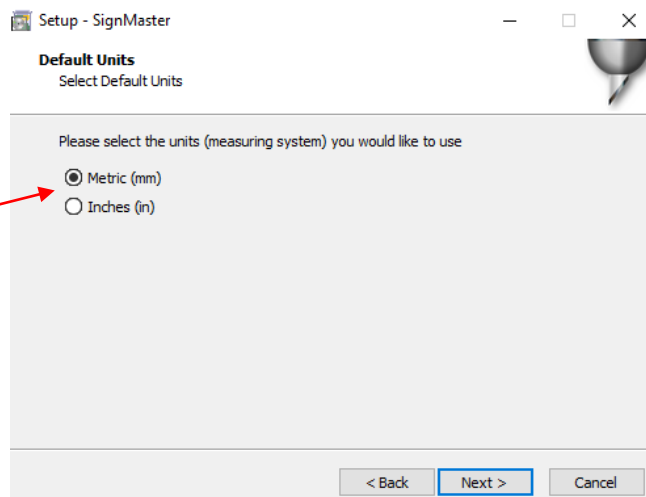 Setup - SignMaster
Default Units
Select Default Units
Please select the units (measuring system) you would like to use
Metric (mm)
Inches (in)
< Back Next > Cancel